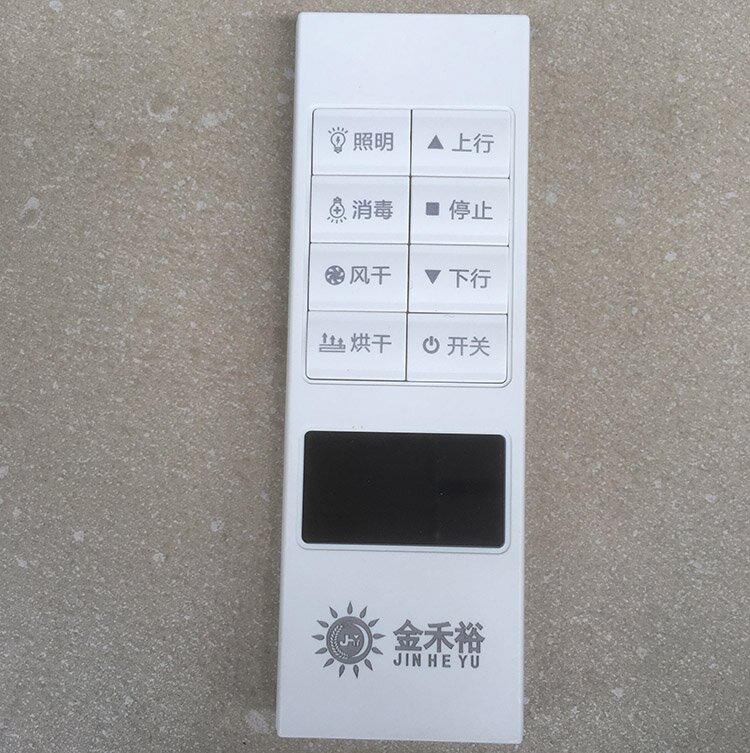 照明 上行
消毒 停止
风干 下行
烘干 开关
JHY
金禾裕
JIN HE YU